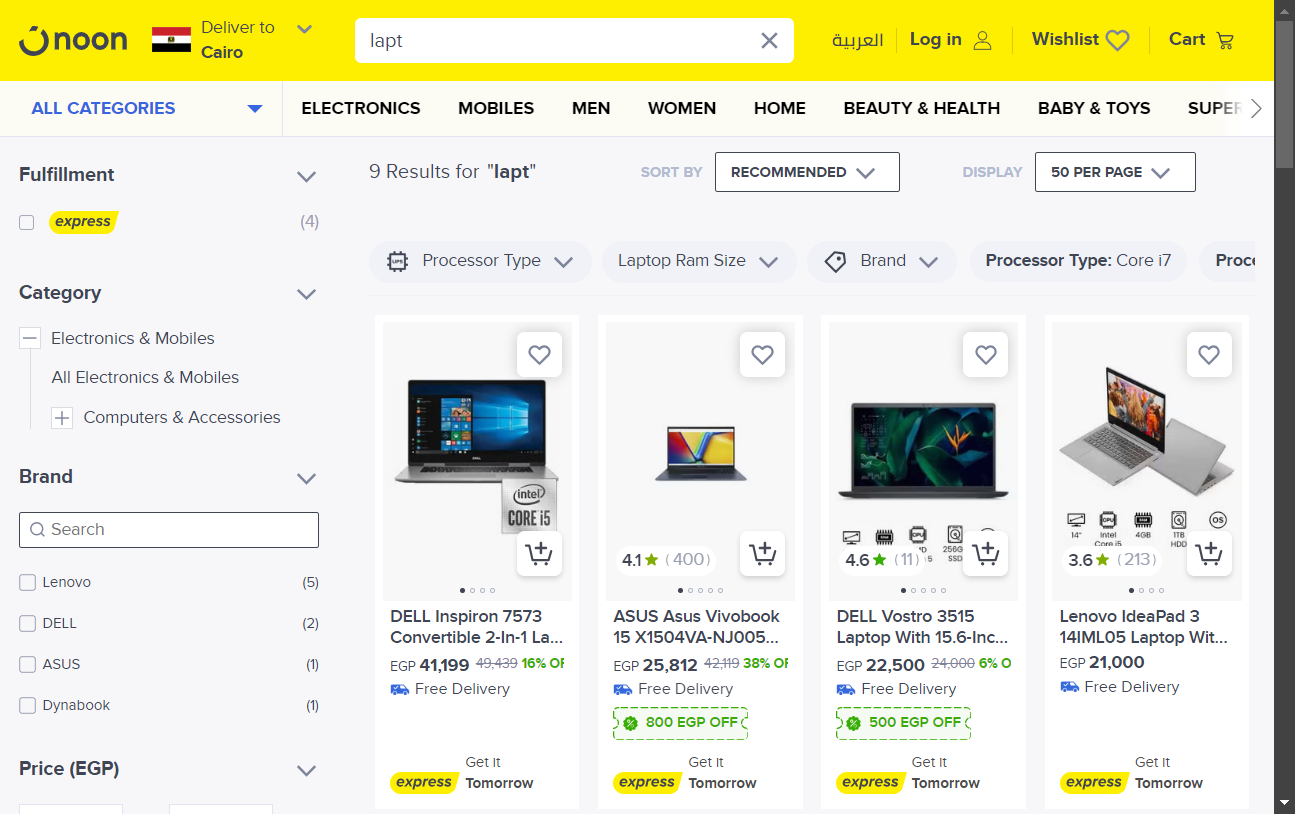 noon
Deliver to
Cairo
lapt
العربية
Log in
Wishlist
Cart
ALL CATEGORIES
ELECTRONICS
MOBILES
MEN
WOMEN
HOME
BEAUTY & HEALTH
BABY & TOYS
SUPER
Fulfillment
express (4)
Category
Electronics & Mobiles
All Electronics & Mobiles
Computers & Accessories
Brand
Search
Lenovo (5)
DELL (2)
ASUS (1)
Dynabook (1)
Price (EGP)
9 Results for "lapt"
SORT BY
RECOMMENDED
DISPLAY
50 PER PAGE
Processor Type
Laptop Ram Size
Brand
Processor Type: Core i7
Proce
intel
CORE i5
DELL Inspiron 7573
Convertible 2-In-1 La...
EGP 41,199 49,439 16% OF
Free Delivery
Get it
express Tomorrow
4.1 (400)
ASUS Asus Vivobook
15 X1504VA-NJ005...
EGP 25,812 42,119 38% OF
Free Delivery
800 EGP OFF
Get it
express Tomorrow
256G
SSD
4.6 (11)
DELL Vostro 3515
Laptop With 15.6-Inc...
EGP 22,500 24,000 6% O
Free Delivery
500 EGP OFF
Get it
express Tomorrow
CPU
OS
14"
Intel
Core i5
4GB
1TB
HDD
3.6 (213)
Lenovo IdeaPad 3
14IML05 Laptop Wit...
EGP 21,000
Free Delivery
Get it
express Tomorrow